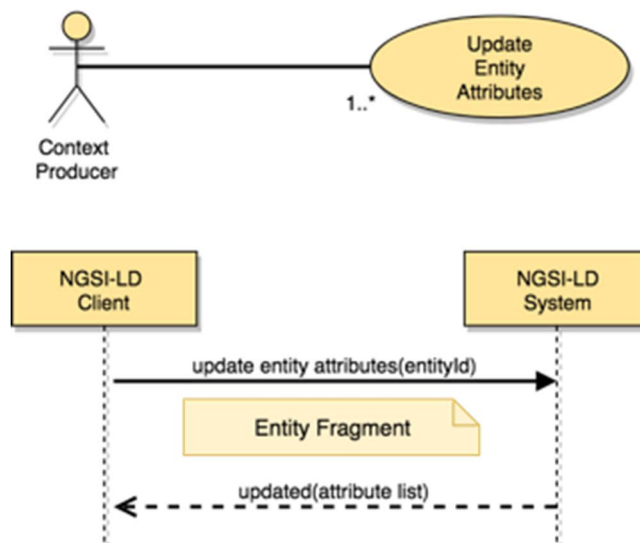 Update
Entity
Attributes
1..*
Context
Producer
NGSI-LD
Client
NGSI-LD
System
update entity attributes(entityId)
Entity Fragment
updated(attribute list)